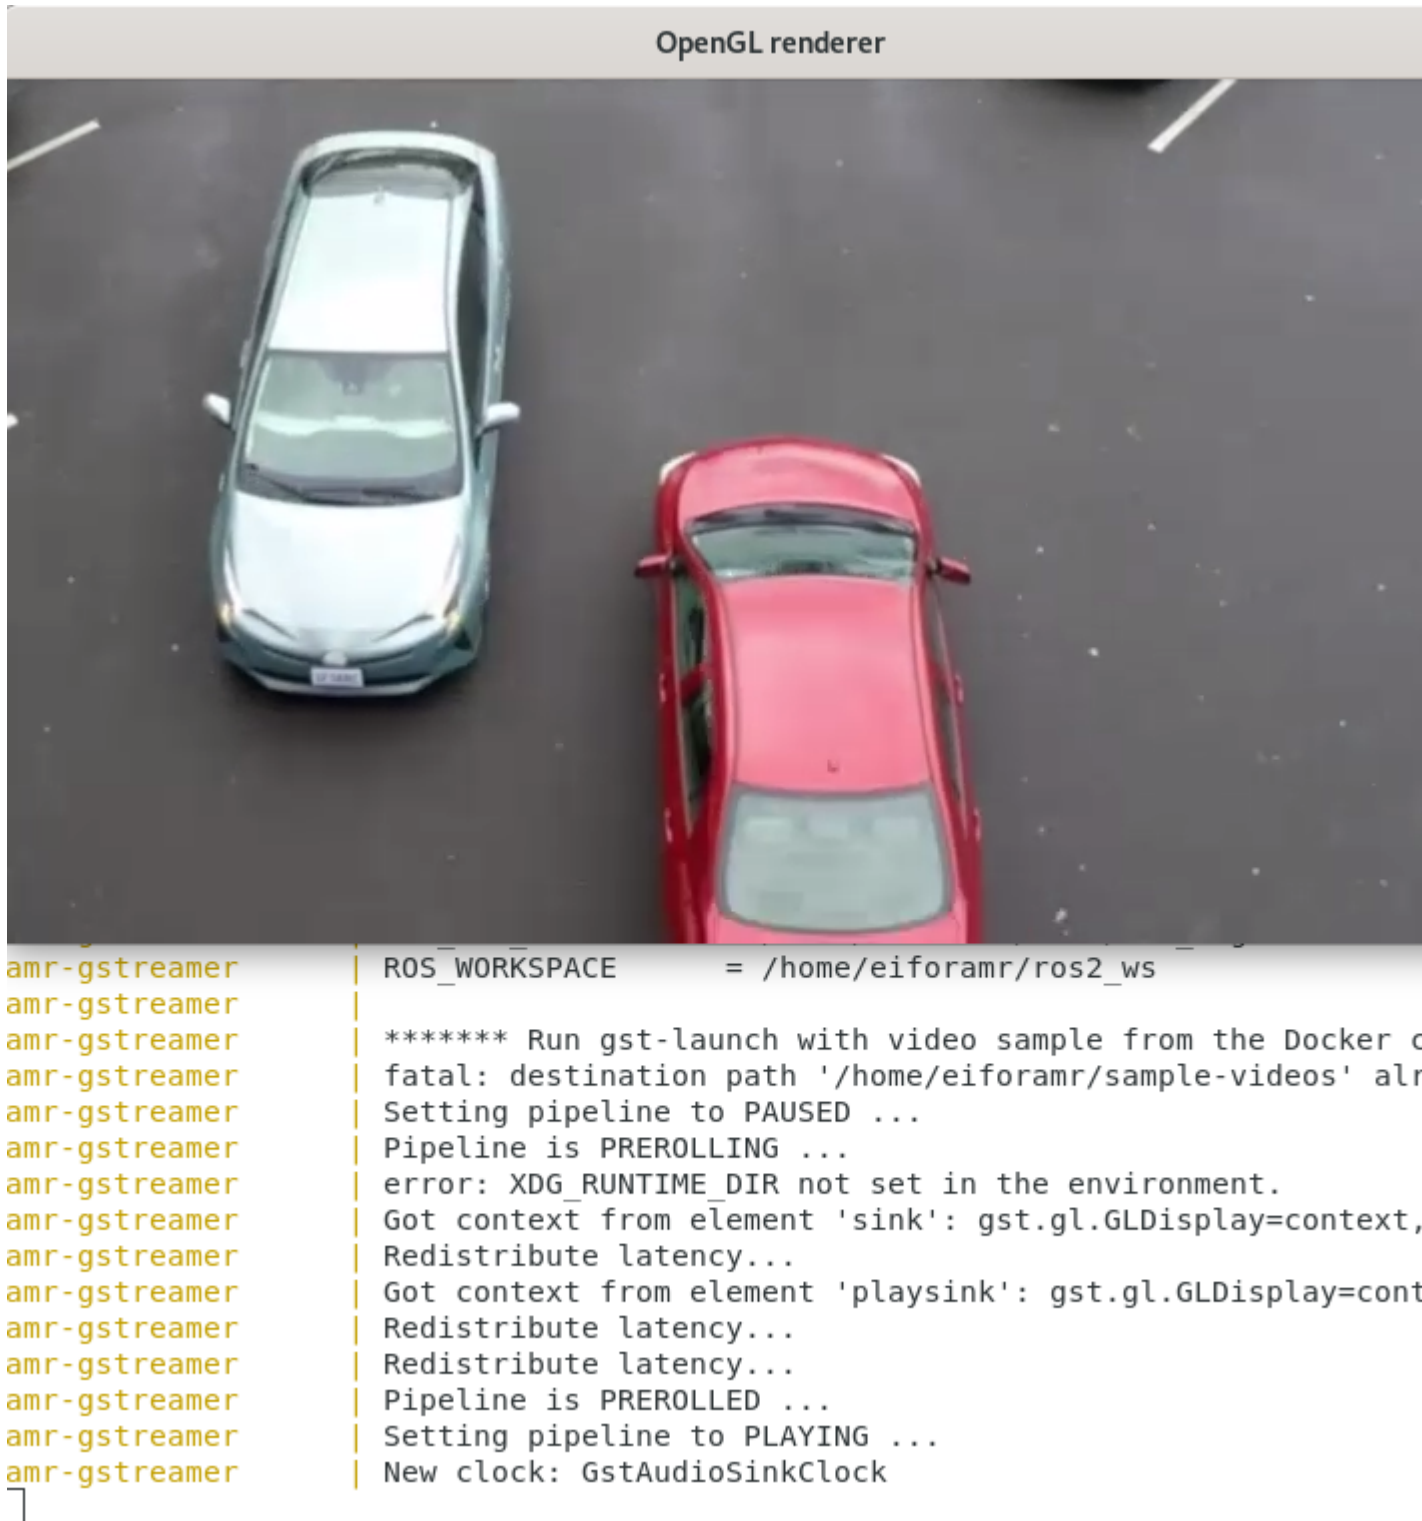 OpenGL renderer
amr-gstreamer | ROS_WORKSPACE = /home/eiforamr/ros2_ws
amr-gstreamer |
amr-gstreamer | ******* Run gst-launch with video sample from the Docker c
amr-gstreamer | fatal: destination path '/home/eiforamr/sample-videos' alr
amr-gstreamer | Setting pipeline to PAUSED ...
amr-gstreamer | Pipeline is PREROLLING ...
amr-gstreamer | error: XDG_RUNTIME_DIR not set in the environment.
amr-gstreamer | Got context from element 'sink': gst.gl.GLDisplay=context,
amr-gstreamer | Redistribute latency...
amr-gstreamer | Got context from element 'playsink': gst.gl.GLDisplay=cont
amr-gstreamer | Redistribute latency...
amr-gstreamer | Redistribute latency...
amr-gstreamer | Pipeline is PREROLLED ...
amr-gstreamer | Setting pipeline to PLAYING ...
amr-gstreamer | New clock: GstAudioSinkClock